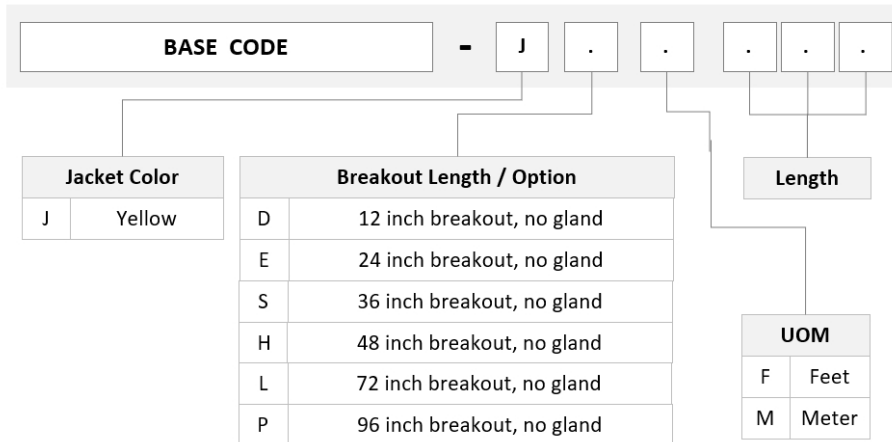 BASE CODE - J . . . . .
Jacket Color
J Yellow
Breakout Length / Option
D 12 inch breakout, no gland
E 24 inch breakout, no gland
S 36 inch breakout, no gland
H 48 inch breakout, no gland
L 72 inch breakout, no gland
P 96 inch breakout, no gland
Length
UOM
F Feet
M Meter